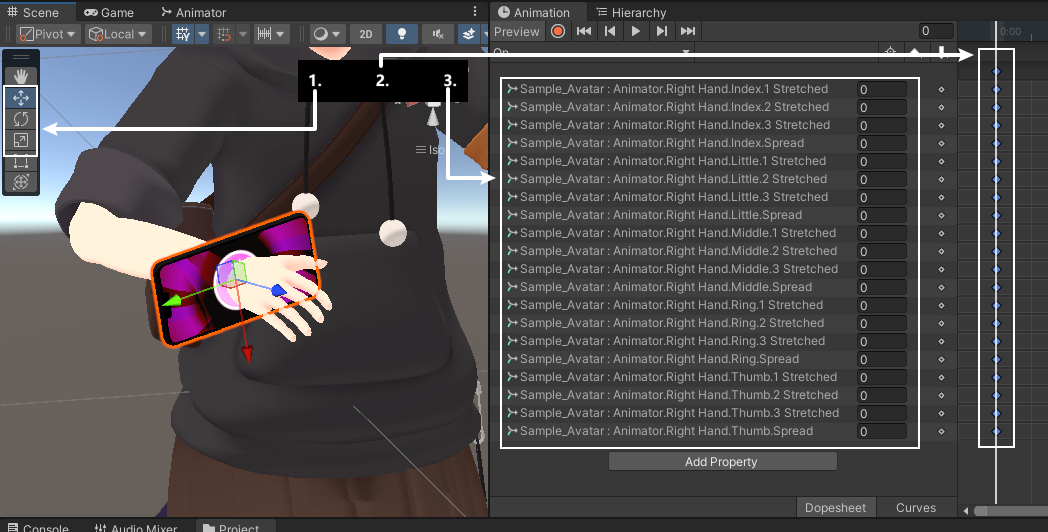 Scene Game Animator
Animation Hierarchy
Pivot Local 2D
Preview 0 0:00
1. 2. 3.
Iso
Sample_Avatar : Animator.Right Hand.Index.1 Stretched 0
Sample_Avatar : Animator.Right Hand.Index.2 Stretched 0
Sample_Avatar : Animator.Right Hand.Index.3 Stretched 0
Sample_Avatar : Animator.Right Hand.Index.Spread 0
Sample_Avatar : Animator.Right Hand.Little.1 Stretched 0
Sample_Avatar : Animator.Right Hand.Little.2 Stretched 0
Sample_Avatar : Animator.Right Hand.Little.3 Stretched 0
Sample_Avatar : Animator.Right Hand.Little.Spread 0
Sample_Avatar : Animator.Right Hand.Middle.1 Stretched 0
Sample_Avatar : Animator.Right Hand.Middle.2 Stretched 0
Sample_Avatar : Animator.Right Hand.Middle.3 Stretched 0
Sample_Avatar : Animator.Right Hand.Middle.Spread 0
Sample_Avatar : Animator.Right Hand.Ring.1 Stretched 0
Sample_Avatar : Animator.Right Hand.Ring.2 Stretched 0
Sample_Avatar : Animator.Right Hand.Ring.3 Stretched 0
Sample_Avatar : Animator.Right Hand.Ring.Spread 0
Sample_Avatar : Animator.Right Hand.Thumb.1 Stretched 0
Sample_Avatar : Animator.Right Hand.Thumb.2 Stretched 0
Sample_Avatar : Animator.Right Hand.Thumb.3 Stretched 0
Sample_Avatar : Animator.Right Hand.Thumb.Spread 0
Add Property
Dopesheet Curves
Console Audio Mixer Project